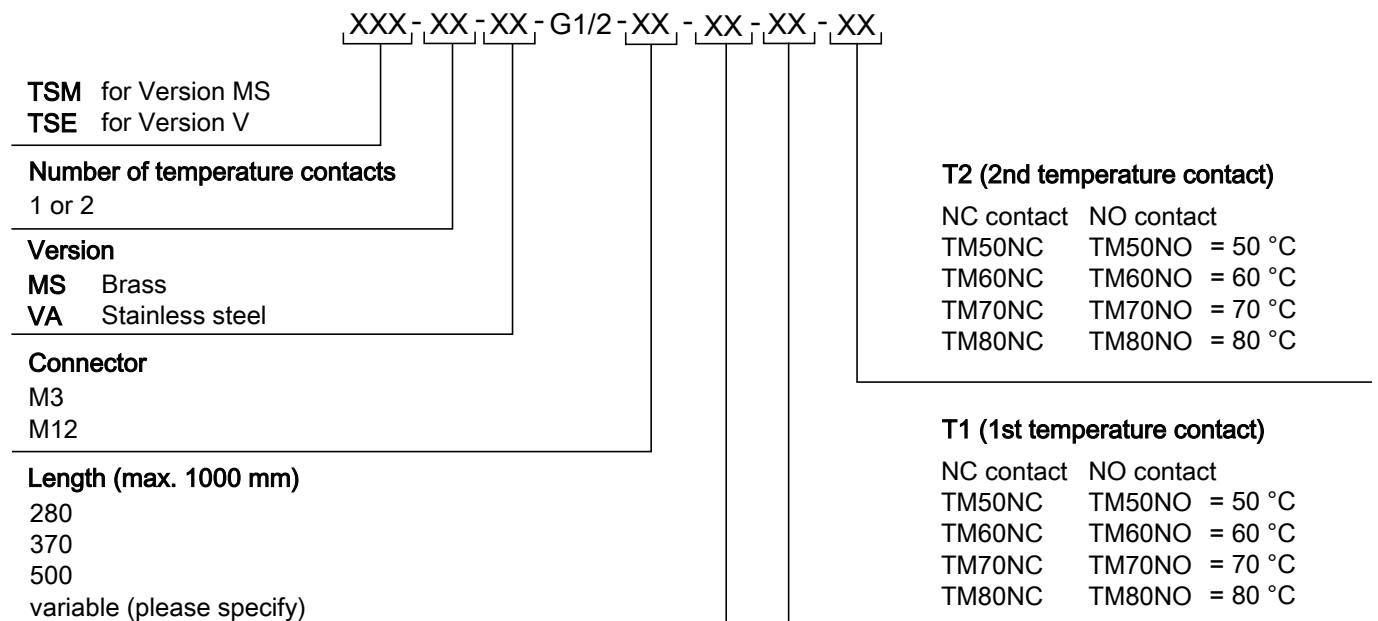 XXX - XX - XX - G1/2 - XX - XX - XX - XX
TSM for Version MS
TSE for Version V
Number of temperature contacts
1 or 2
Version
MS Brass
VA Stainless steel
Connector
M3
M12
Length (max. 1000 mm)
280
370
500
variable (please specify)
T2 (2nd temperature contact)
NC contact NO contact
TM50NC TM50NO = 50 °C
TM60NC TM60NO = 60 °C
TM70NC TM70NO = 70 °C
TM80NC TM80NO = 80 °C
T1 (1st temperature contact)
NC contact NO contact
TM50NC TM50NO = 50 °C
TM60NC TM60NO = 60 °C
TM70NC TM70NO = 70 °C
TM80NC TM80NO = 80 °C